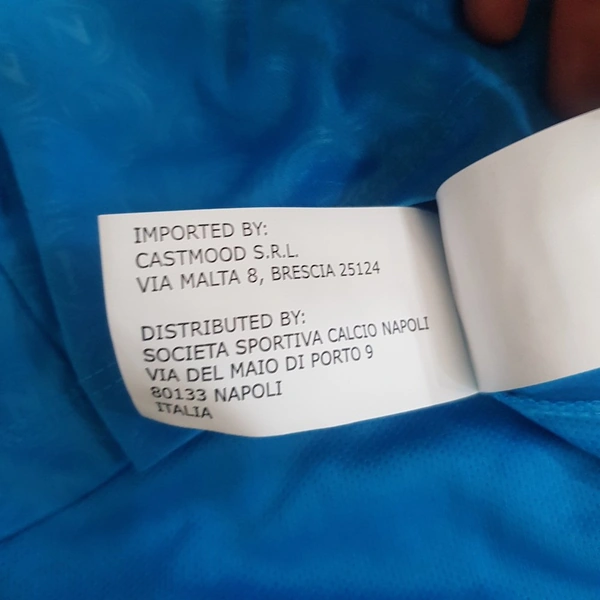 IMPORTED BY:
CASTMOOD S.R.L.
VIA MALTA 8, BRESCIA 25124
DISTRIBUTED BY:
SOCIETA SPORTIVA CALCIO NAPOLI
VIA DEL MAIO DI PORTO 9
80133 NAPOLI
ITALIA